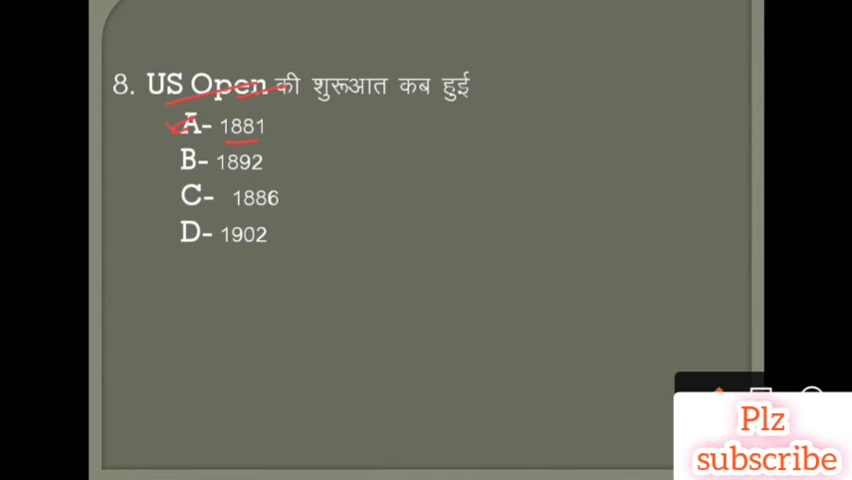 8. US Open की शुरूआत कब हुई
A- 1881
B- 1892
C- 1886
D- 1902
Plz
subscribe